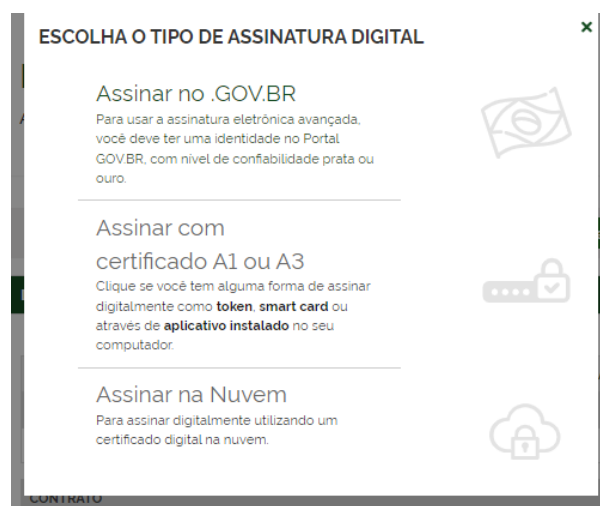 ESCOLHA O TIPO DE ASSINATURA DIGITAL
×
Assinar no .GOV.BR
Para usar a assinatura eletrônica avançada,
você deve ter uma identidade no Portal
GOV.BR, com nível de confiabilidade prata ou
ouro.
Assinar com
certificado A1 ou A3
Clique se você tem alguma forma de assinar
digitalmente como token, smart card ou
através de aplicativo instalado no seu
computador.
Assinar na Nuvem
Para assinar digitalmente utilizando um
certificado digital na nuvem.
CONTRATO